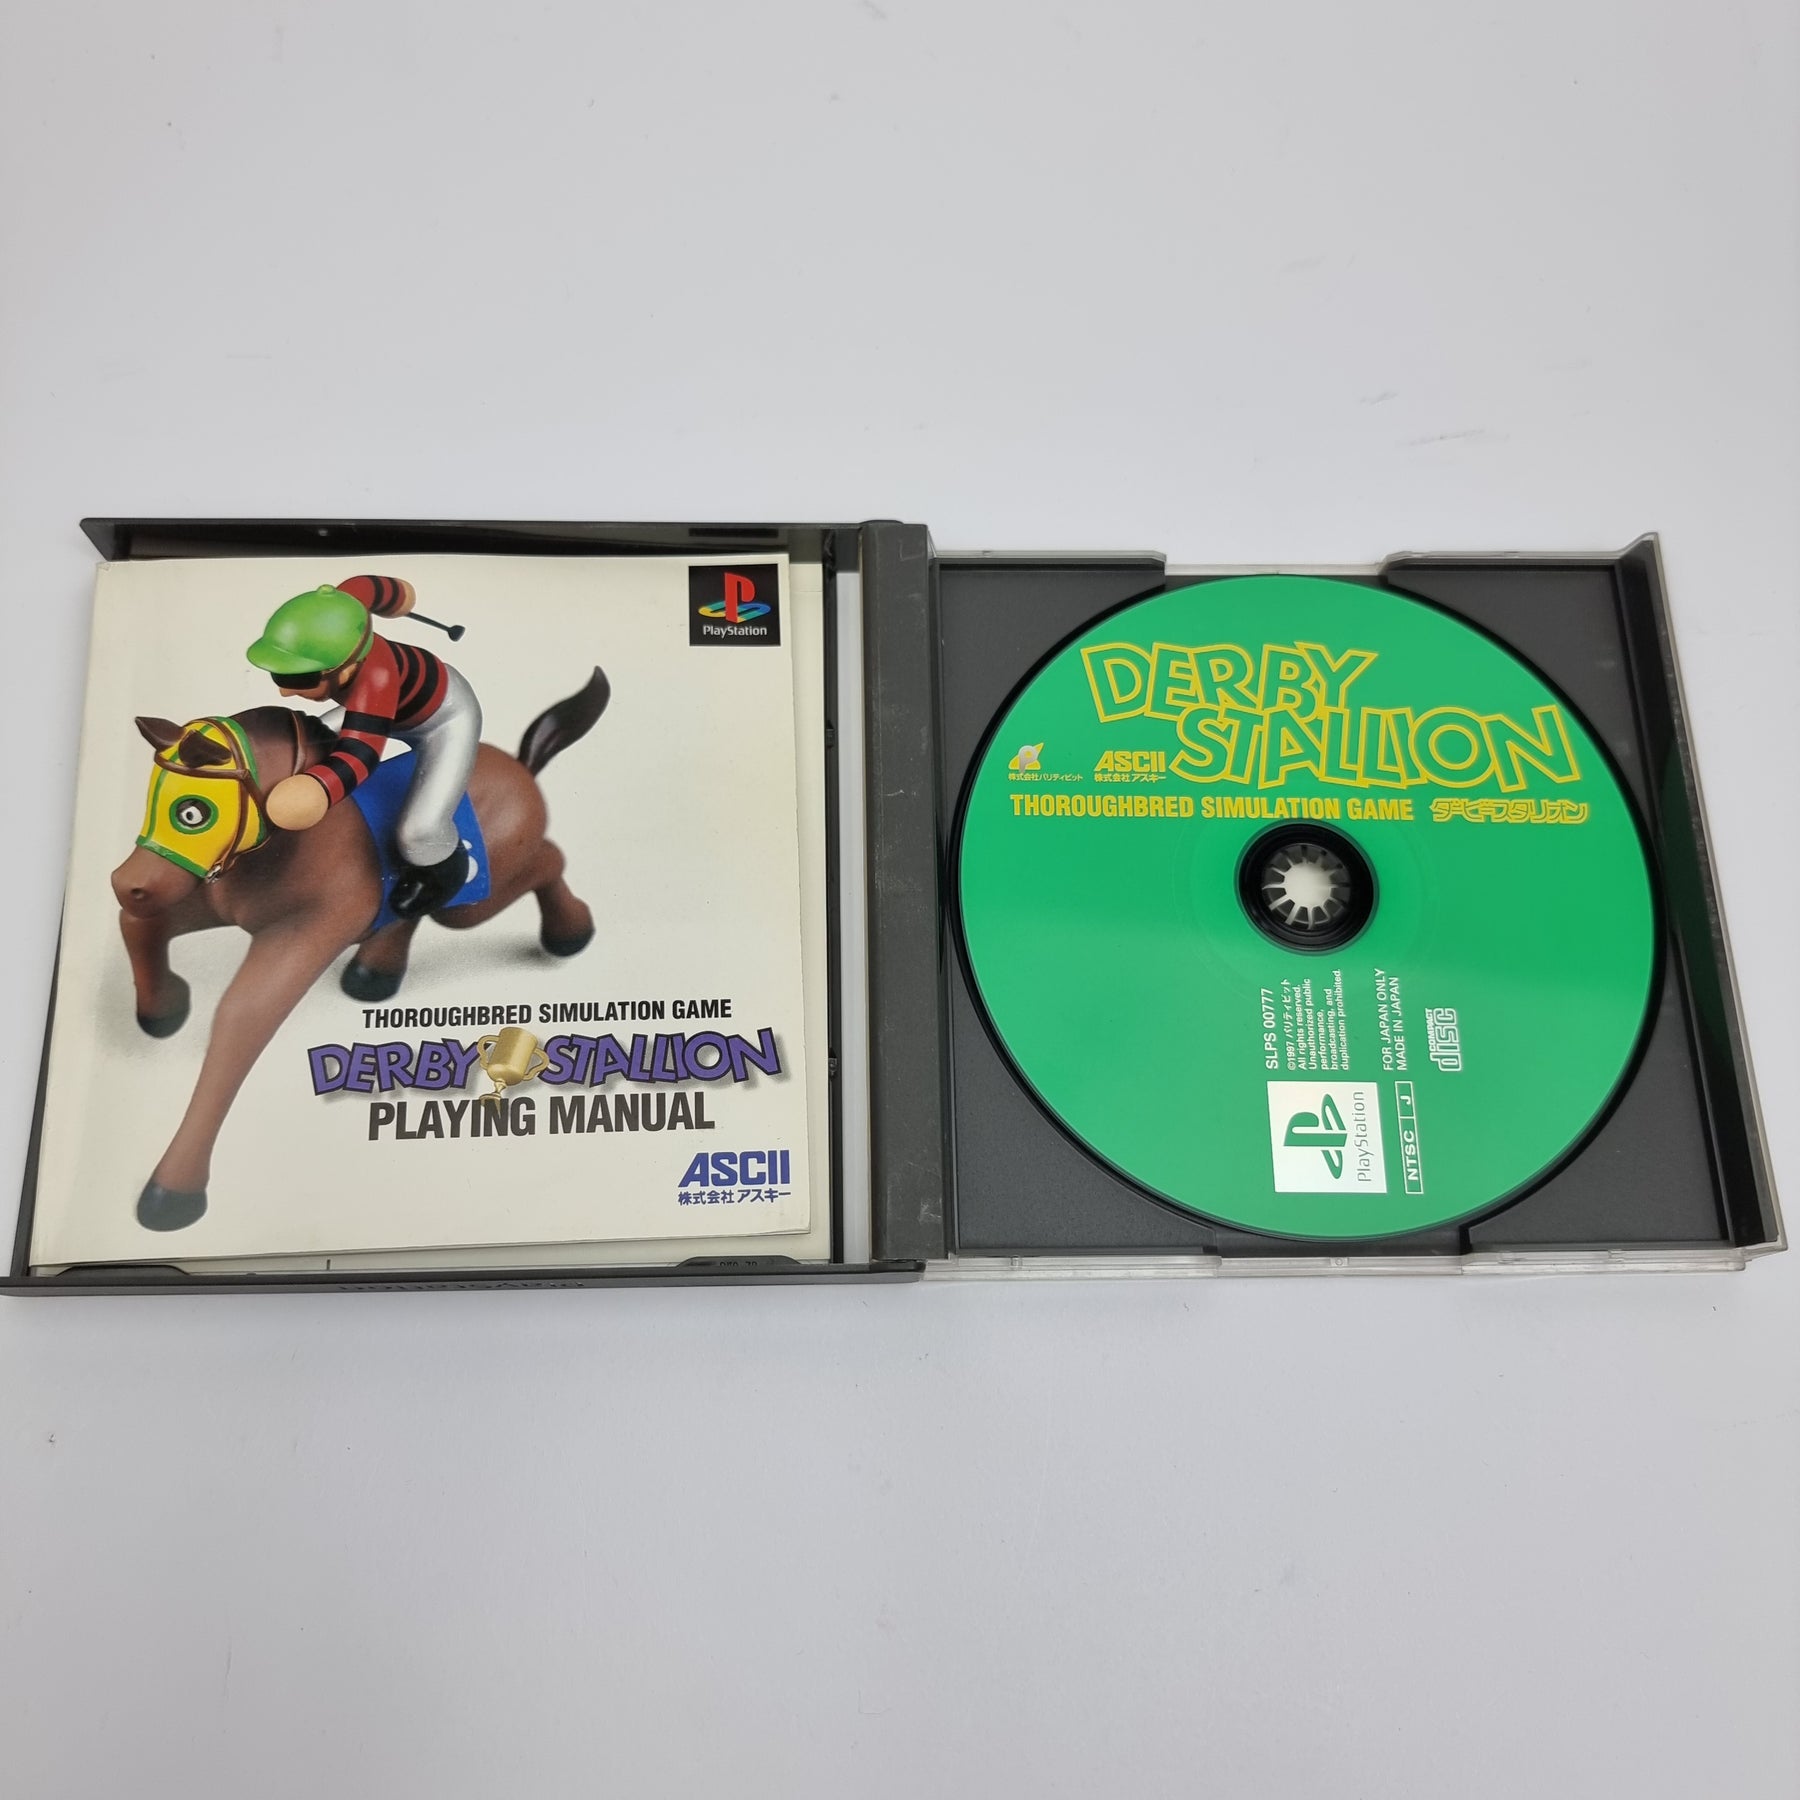 PlayStation
THOROUGHBRED SIMULATION GAME
DERBY STALLION
PLAYING MANUAL
ASCII
株式会社アスキー
PlayStation
DERBY
STALLION
株式会社パリティビット
ASCII
株式会社アスキー
THOROUGHBRED SIMULATION GAME
ダービースタリオン
SLPS 00777
©1997 パリティビット
All rights reserved.
Unauthorized public
performance,
broadcasting, and
duplication prohibited.
FOR JAPAN ONLY
MADE IN JAPAN
COMPACT
disc
PlayStation
NTSC J